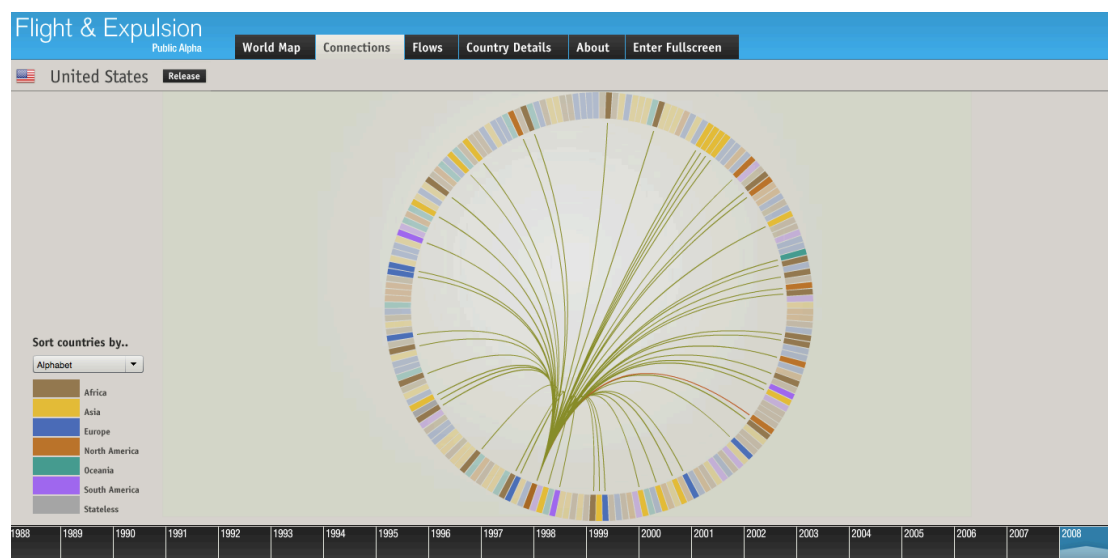 Flight & Expulsion
Public Alpha
World Map Connections Flows Country Details About Enter Fullscreen
United States Release
Sort countries by..
Alphabet
Africa
Asia
Europe
North America
Oceania
South America
Stateless
1988 1989 1990 1991 1992 1993 1994 1995 1996 1997 1998 1999 2000 2001 2002 2003 2004 2005 2006 2007 2008